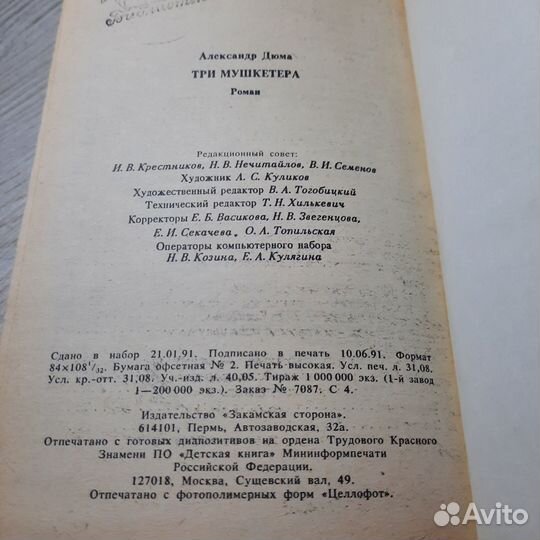 Александр Дюма
ТРИ МУШКЕТЕРА
Роман
Редакционный совет:
И. В. Крестников, Н. В. Нечитайлов, В. И. Семенов
Художник А. С. Куликов
Художественный редактор В. А. Тогобицкий
Технический редактор Т. Н. Хилькевич
Корректоры Е. Б. Васикова, Н. В. Звегенцова,
Е. И. Секачева, О. А. Топильская
Операторы компьютерного набора
Н. В. Козина, Е. А. Кулягина
Сдано в набор 21.01.91. Подписано в печать 10.06.91. Формат
84×108¹/₃₂. Бумага офсетная № 2. Печать высокая. Усл. печ. л. 31,08.
Усл. кр.-отт. 31,08. Уч.-изд. л. 40,05. Тираж 1 000 000 экз. (1-й завод
1—200 000 экз.). Заказ № 7087. С 4.
Издательство «Закамская сторона».
614101, Пермь, Автозаводская, 32а.
Отпечатано с готовых диапозитивов на ордена Трудового Красного
Знамени ПО «Детская книга» Мининформпечати
Российской Федерации.
127018, Москва, Сущевский вал, 49.
Отпечатано с фотополимерных форм «Целлофот».
Avito